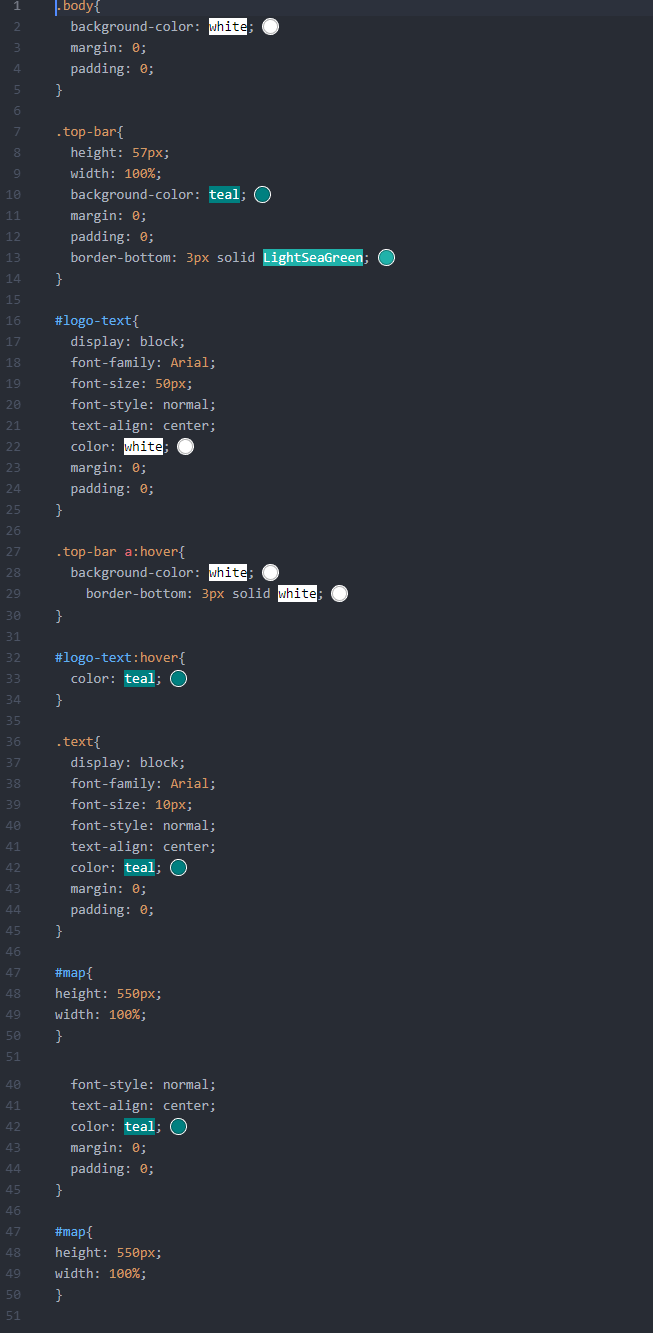 1 .body{
2 background-color: white;
3 margin: 0;
4 padding: 0;
5 }
6
7 .top-bar{
8 height: 57px;
9 width: 100%;
10 background-color: teal;
11 margin: 0;
12 padding: 0;
13 border-bottom: 3px solid LightSeaGreen;
14 }
15
16 #logo-text{
17 display: block;
18 font-family: Arial;
19 font-size: 50px;
20 font-style: normal;
21 text-align: center;
22 color: white;
23 margin: 0;
24 padding: 0;
25 }
26
27 .top-bar a:hover{
28 background-color: white;
29 border-bottom: 3px solid white;
30 }
31
32 #logo-text:hover{
33 color: teal;
34 }
35
36 .text{
37 display: block;
38 font-family: Arial;
39 font-size: 10px;
40 font-style: normal;
41 text-align: center;
42 color: teal;
43 margin: 0;
44 padding: 0;
45 }
46
47 #map{
48 height: 550px;
49 width: 100%;
50 }
51
40 font-style: normal;
41 text-align: center;
42 color: teal;
43 margin: 0;
44 padding: 0;
45 }
46
47 #map{
48 height: 550px;
49 width: 100%;
50 }
51